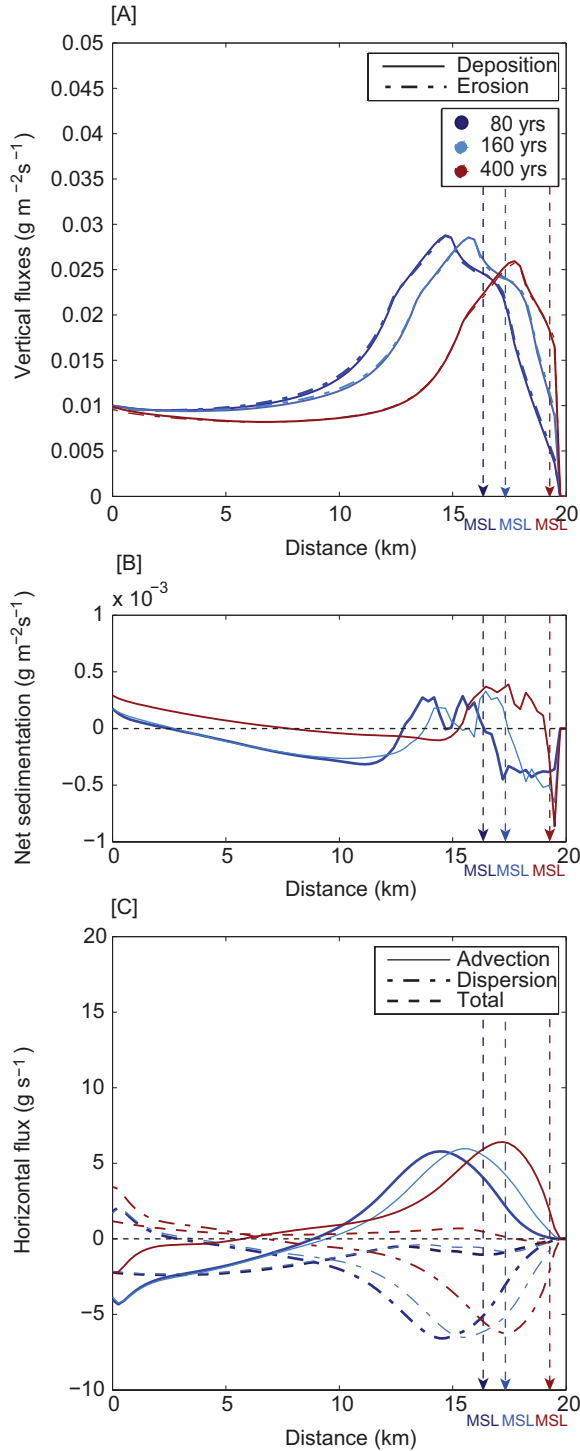 [A]
0.05
0.045
0.04
0.035
0.03
0.025
0.02
0.015
0.01
0.005
0
Vertical fluxes (g m⁻²s⁻¹)
Deposition
Erosion
80 yrs
160 yrs
400 yrs
0 5 10 15 20
MSL MSL MSL
Distance (km)
[B]
x 10⁻³
1
0.5
0
−0.5
−1
Net sedimentation (g m⁻²s⁻¹)
0 5 10 15 20
MSL MSL MSL
Distance (km)
[C]
20
15
10
5
0
−5
−10
Horizontal flux (g s⁻¹)
Advection
Dispersion
Total
0 5 10 15 20
MSL MSL MSL
Distance (km)